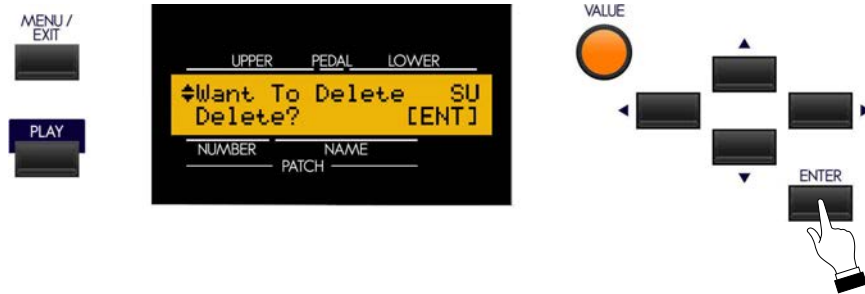 MENU /
EXIT
PLAY
UPPER PEDAL LOWER
Want To Delete SU
Delete? [ENT]
NUMBER NAME
PATCH
VALUE
ENTER